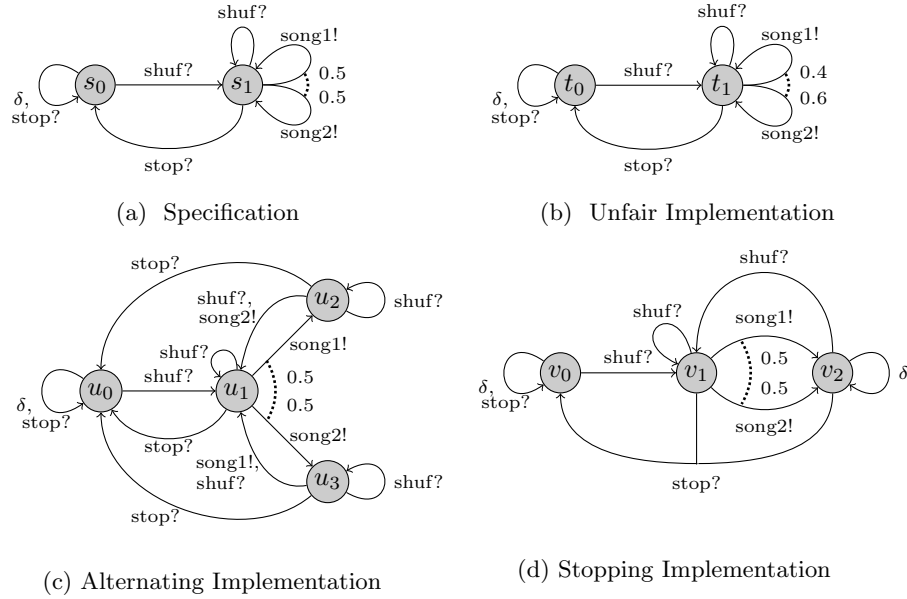 shuf?
song1!
s0
shuf?
s1
0.5
0.5
δ,
stop?
song2!
stop?
(a) Specification
shuf?
song1!
t0
shuf?
t1
0.4
0.6
δ,
stop?
song2!
stop?
(b) Unfair Implementation
stop?
shuf?,
song2!
u2
shuf?
song1!
shuf?
u0
shuf?
u1
0.5
0.5
δ,
stop?
stop?
song2!
song1!,
shuf?
u3
shuf?
stop?
(c) Alternating Implementation
shuf?
shuf?
song1!
v0
shuf?
v1
0.5
0.5
v2
δ
δ,
stop?
song2!
stop?
(d) Stopping Implementation